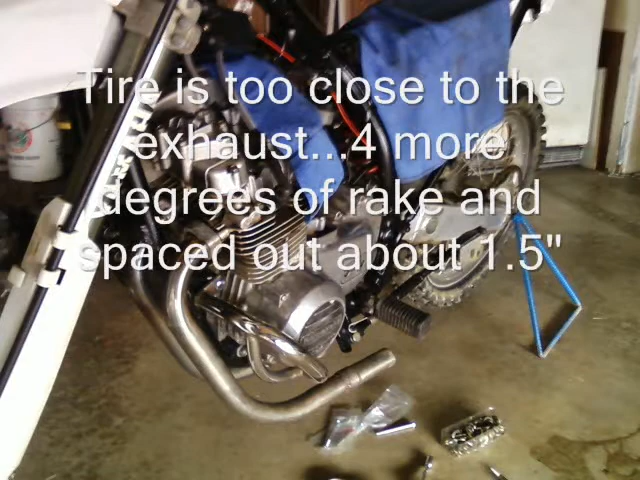 Tire is too close to the
exhaust...4 more
degrees of rake and
spaced out about 1.5"